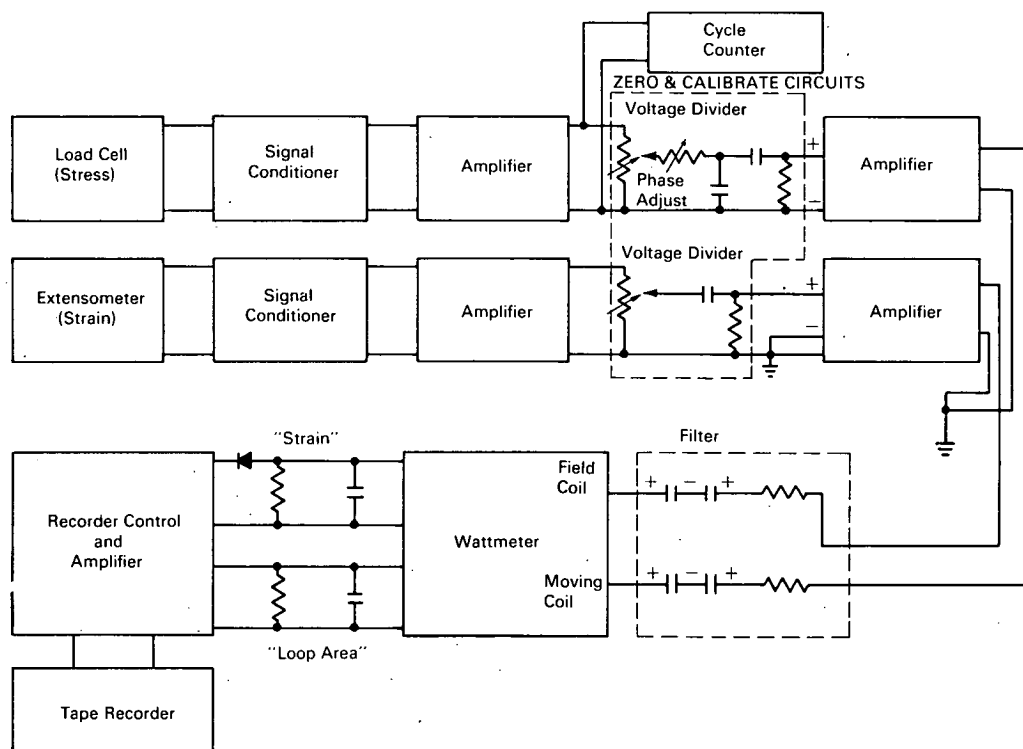 Cycle
Counter
ZERO & CALIBRATE CIRCUITS
Voltage Divider
Load Cell
(Stress)
Signal
Conditioner
Amplifier
Phase
Adjust
+
−
Amplifier
Voltage Divider
Extensometer
(Strain)
Signal
Conditioner
Amplifier
+
−
Amplifier
"Strain"
Filter
Recorder Control
and
Amplifier
Wattmeter
Field
Coil
+ − +
Moving
Coil
+ − +
"Loop Area"
Tape Recorder